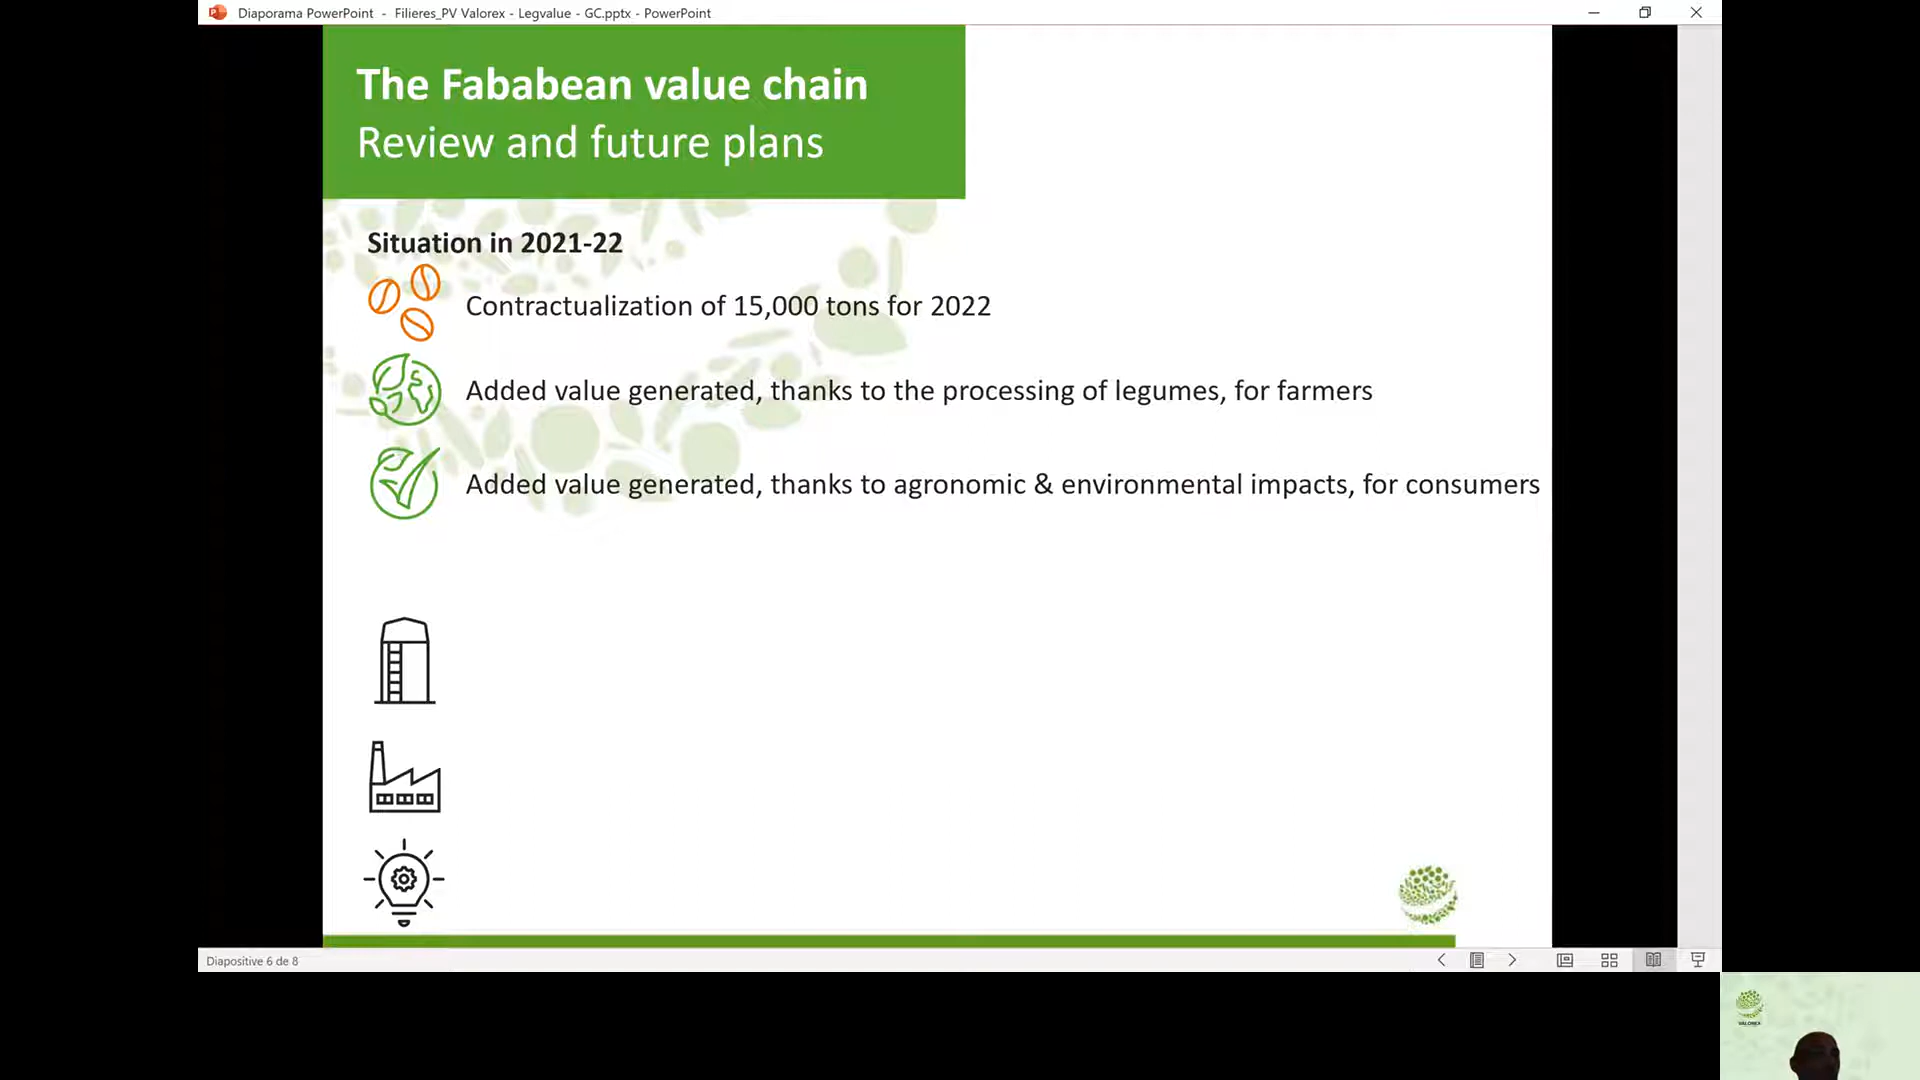 Diaporama PowerPoint - Filieres_PV Valorex - Legvalue - GC.pptx - PowerPoint
The Fababean value chain
Review and future plans
Situation in 2021-22
Contractualization of 15,000 tons for 2022
Added value generated, thanks to the processing of legumes, for farmers
Added value generated, thanks to agronomic & environmental impacts, for consumers
Diapositive 6 de 8
VALOREX